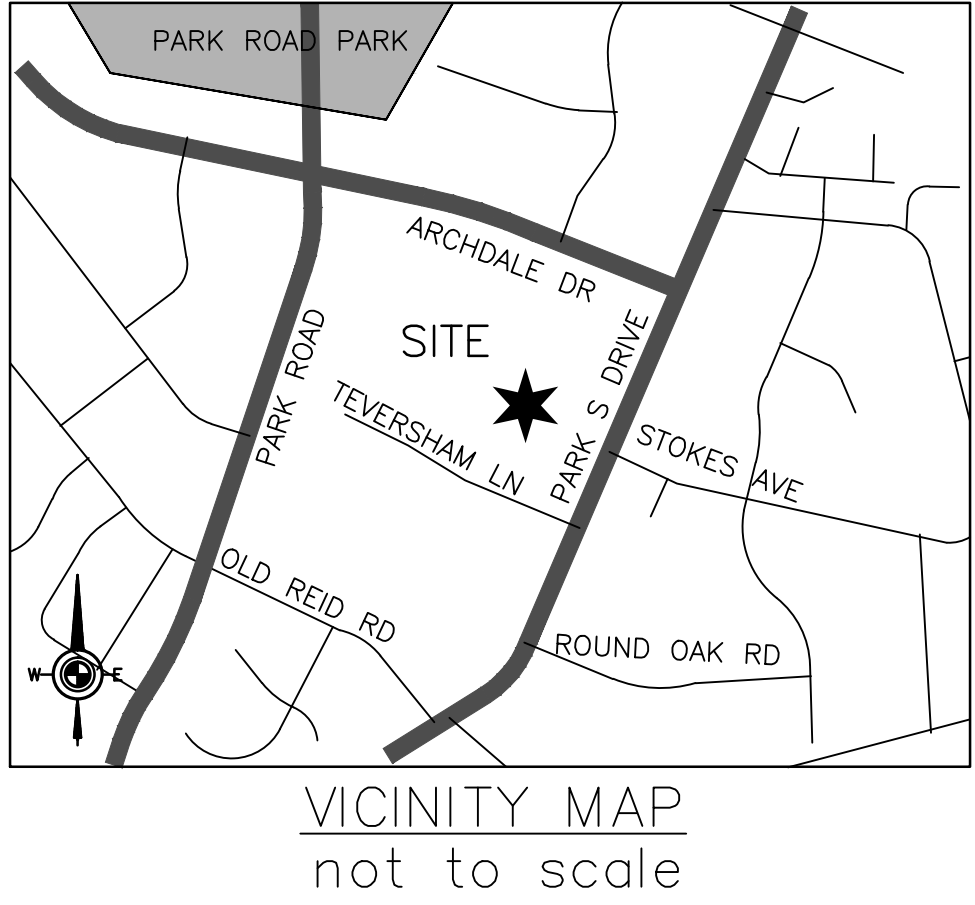 PARK ROAD PARK
ARCHDALE DR
SITE
PARK ROAD
PARK S DRIVE
TEVERSHAM LN
STOKES AVE
OLD REID RD
ROUND OAK RD
W E
VICINITY MAP
not to scale